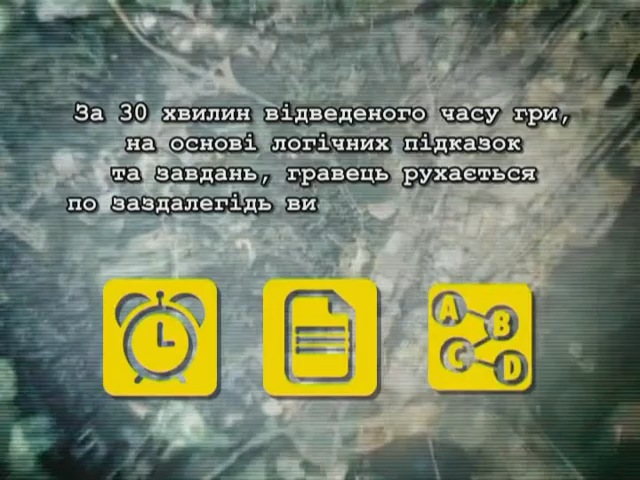 За 30 хвилин відведеного часу гри,
на основі логічних підказок
та завдань, гравець рухається
по заздалегідь ви
A
B
C
D